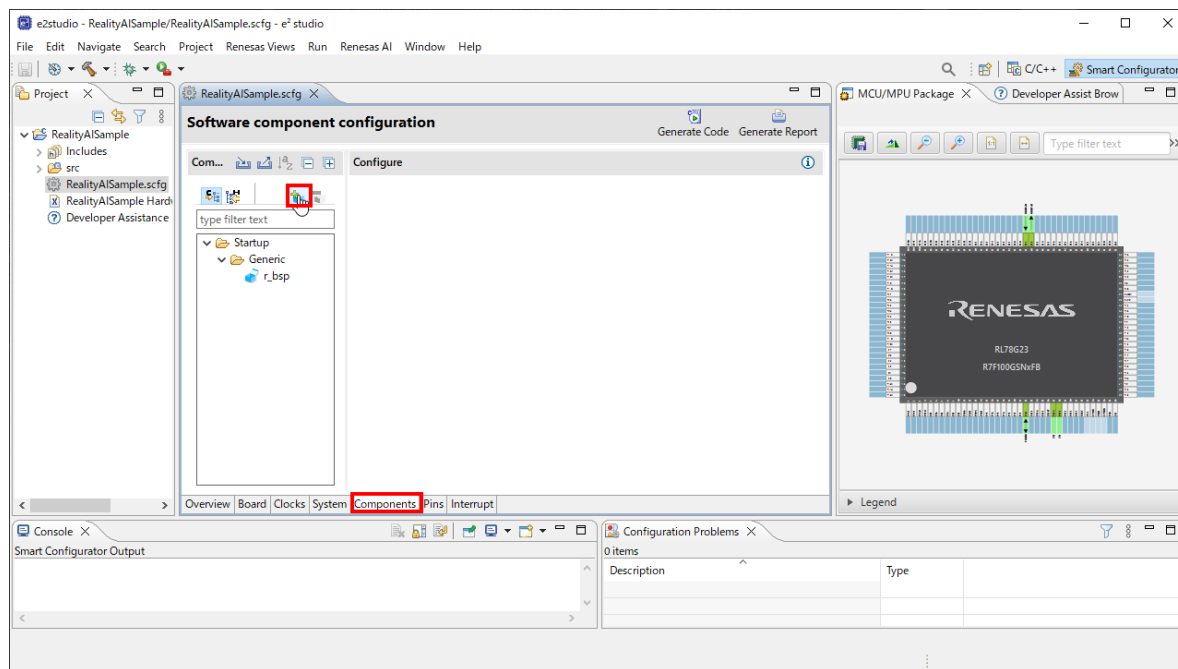 e2studio - RealityAISample/RealityAISample.scfg - e² studio
File Edit Navigate Search Project Renesas Views Run Renesas AI Window Help
C/C++ Smart Configurator
Project
RealityAISample.scfg
MCU/MPU Package
Developer Assist Brow
RealityAISample
Includes
src
RealityAISample.scfg
RealityAISample Hard
Developer Assistance
Software component configuration
Generate Code Generate Report
Com...
Configure
type filter text
Startup
Generic
r_bsp
Overview Board Clocks System Components Pins Interrupt
Type filter text
RENESAS
RL78G23
R7F100GSNxFB
Legend
Console
Smart Configurator Output
Configuration Problems
0 items
Description Type